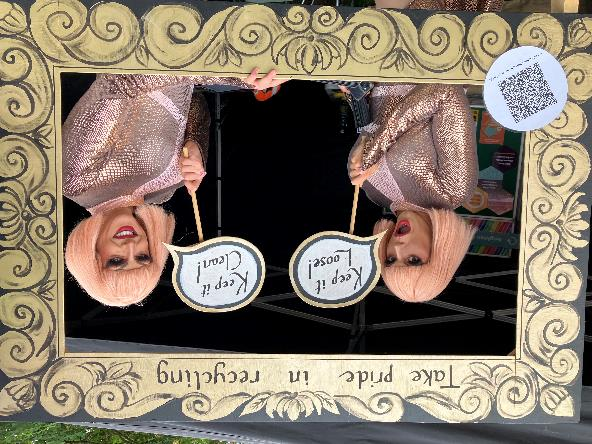 Take pride in recycling
Keep it
Loose!
Keep it
Clean!